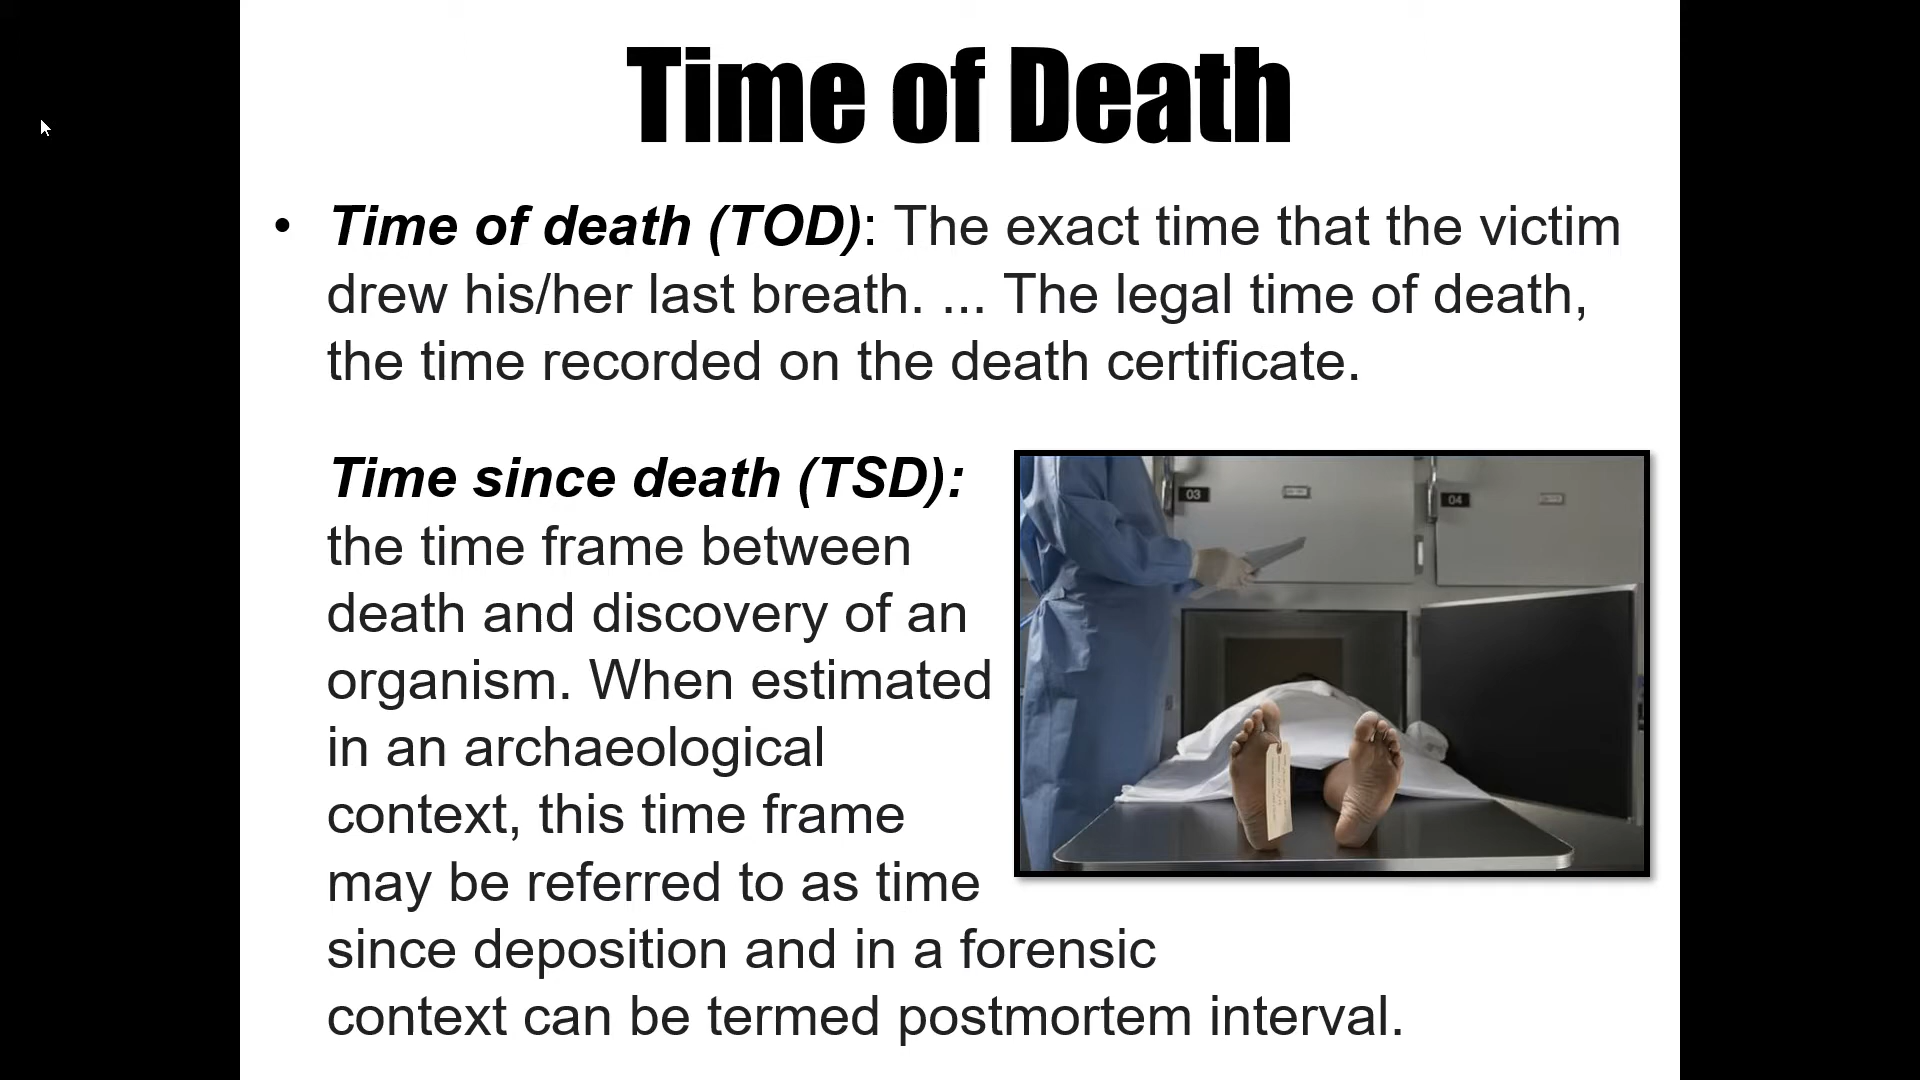 Time of Death
• Time of death (TOD): The exact time that the victim
drew his/her last breath. ... The legal time of death,
the time recorded on the death certificate.
Time since death (TSD):
the time frame between
death and discovery of an
organism. When estimated
in an archaeological
context, this time frame
may be referred to as time
since deposition and in a forensic
context can be termed postmortem interval.
03
04